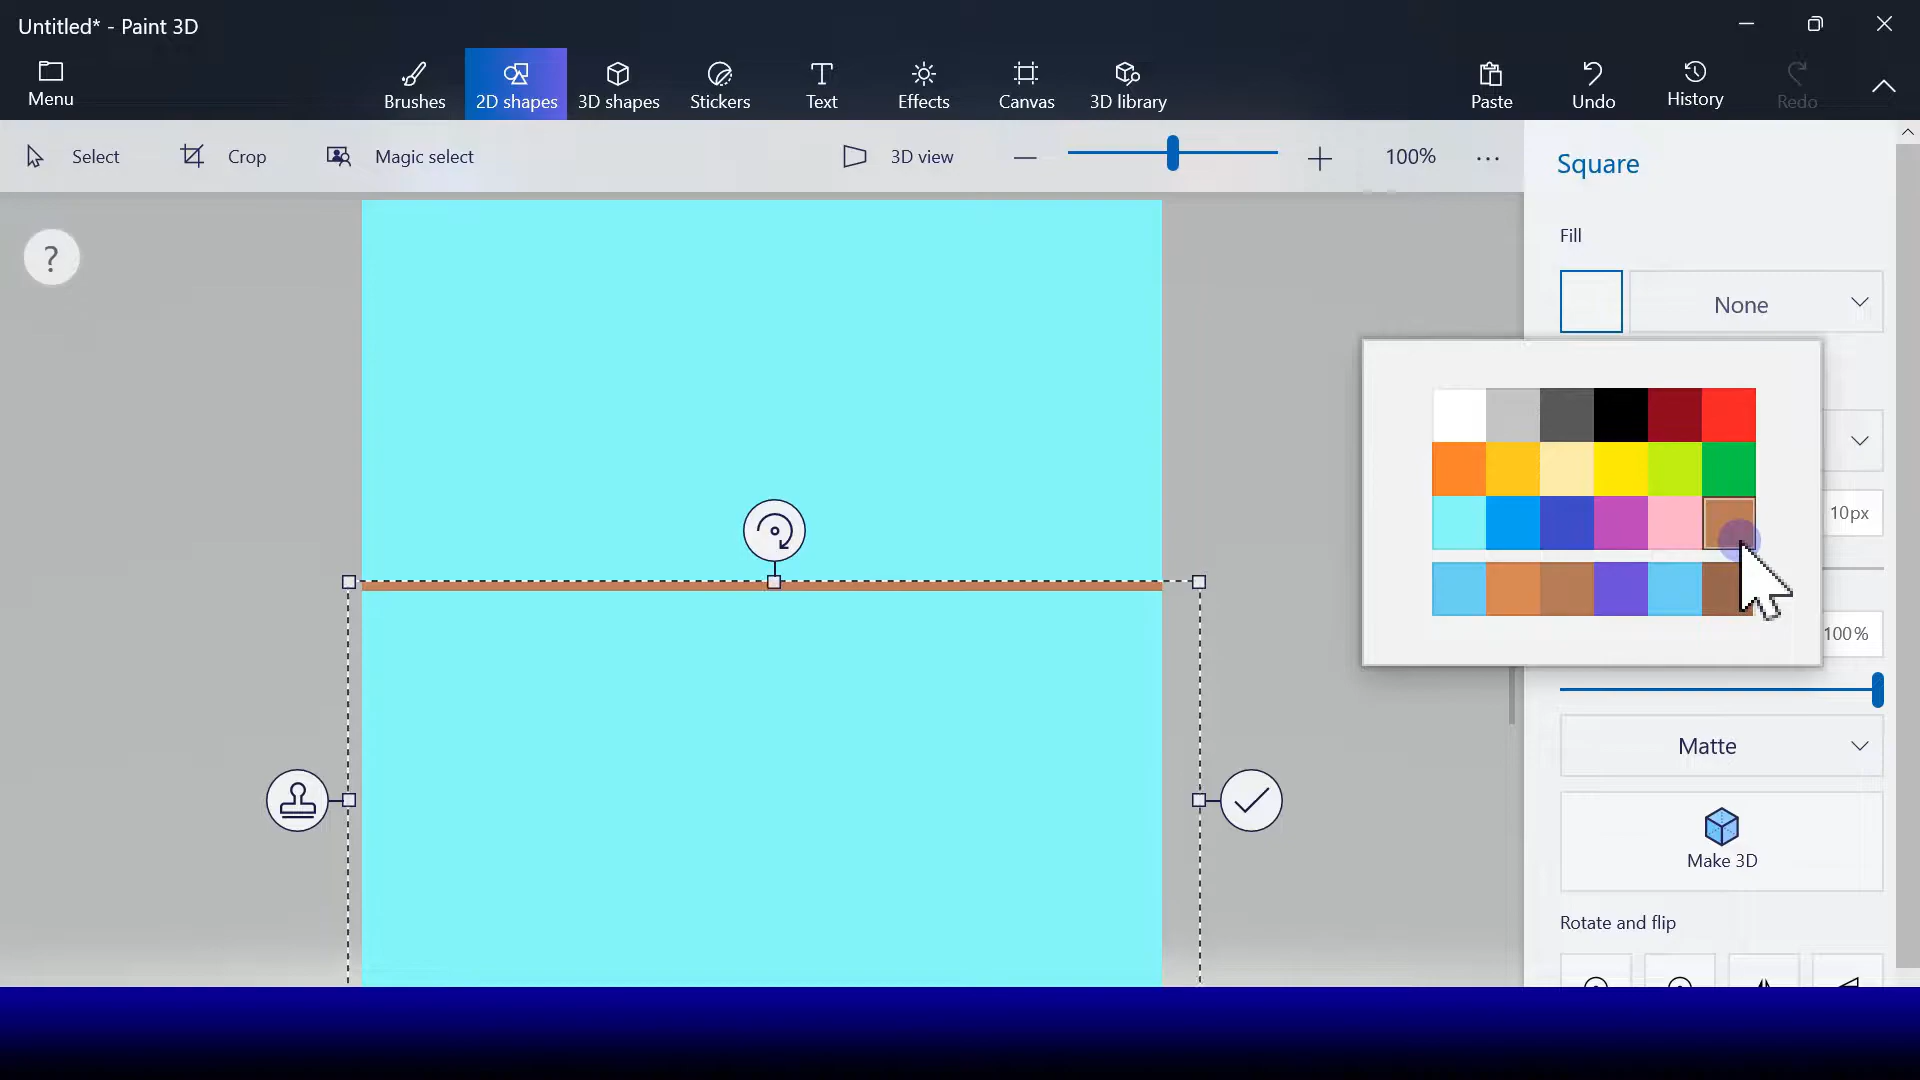 Untitled* - Paint 3D
Menu
Brushes
2D shapes
3D shapes
Stickers
Text
Effects
Canvas
3D library
Paste
Undo
History
Redo
Select
Crop
Magic select
3D view
100%
Square
?
Fill
None
10px
100%
Matte
Make 3D
Rotate and flip